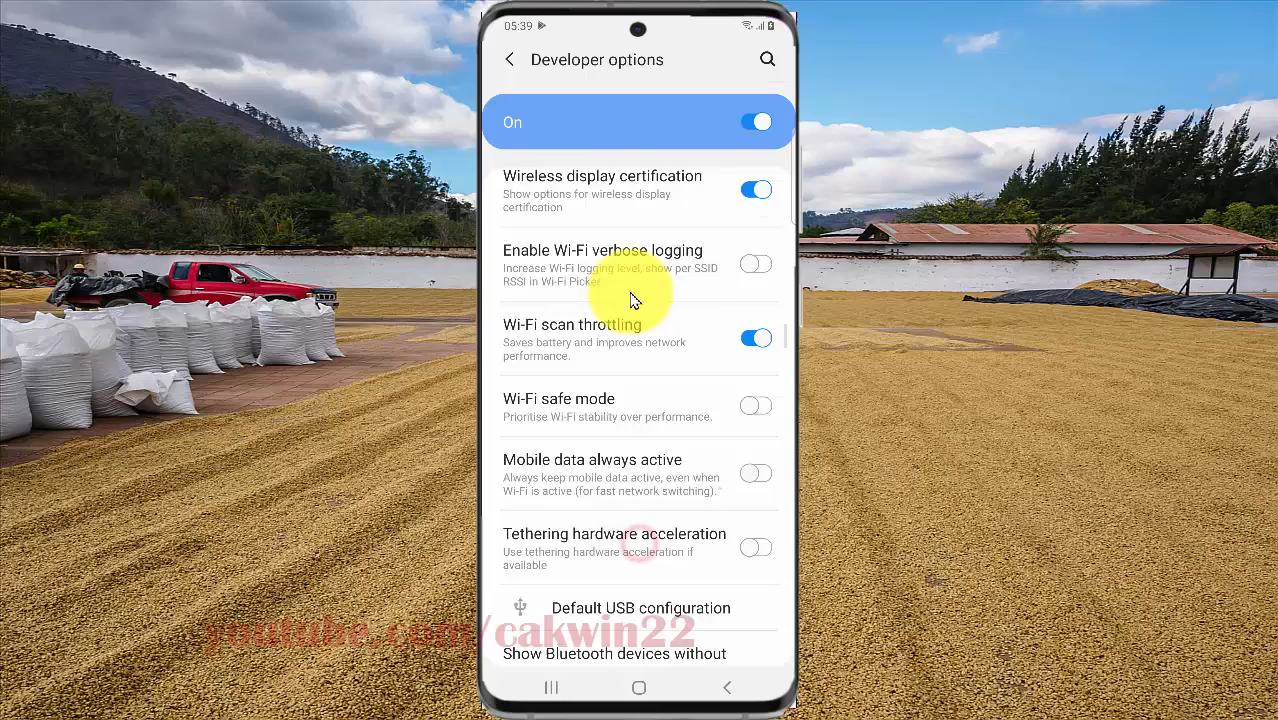 05:39
Developer options
On
Wireless display certification
Show options for wireless display
certification
Enable Wi-Fi verbose logging
Increase Wi-Fi logging level, show per SSID
RSSI in Wi-Fi Picker
Wi-Fi scan throttling
Saves battery and improves network
performance.
Wi-Fi safe mode
Prioritise Wi-Fi stability over performance.
Mobile data always active
Always keep mobile data active, even when
Wi-Fi is active (for fast network switching).
Tethering hardware acceleration
Use tethering hardware acceleration if
available
Default USB configuration
youtube.com/cakwin22
Show Bluetooth devices without